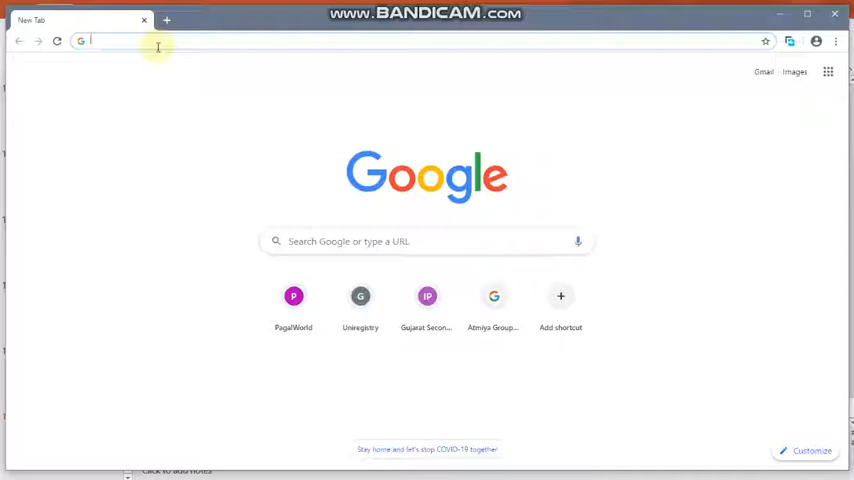 WWW.BANDICAM.COM
New Tab
G
Gmail Images
Google
Search Google or type a URL
P G IP G
PagalWorld Uniregistry Gujarat Secon... Atmiya Group... Add shortcut
Stay home and let's stop COVID-19 together
Customize
Click to add notes